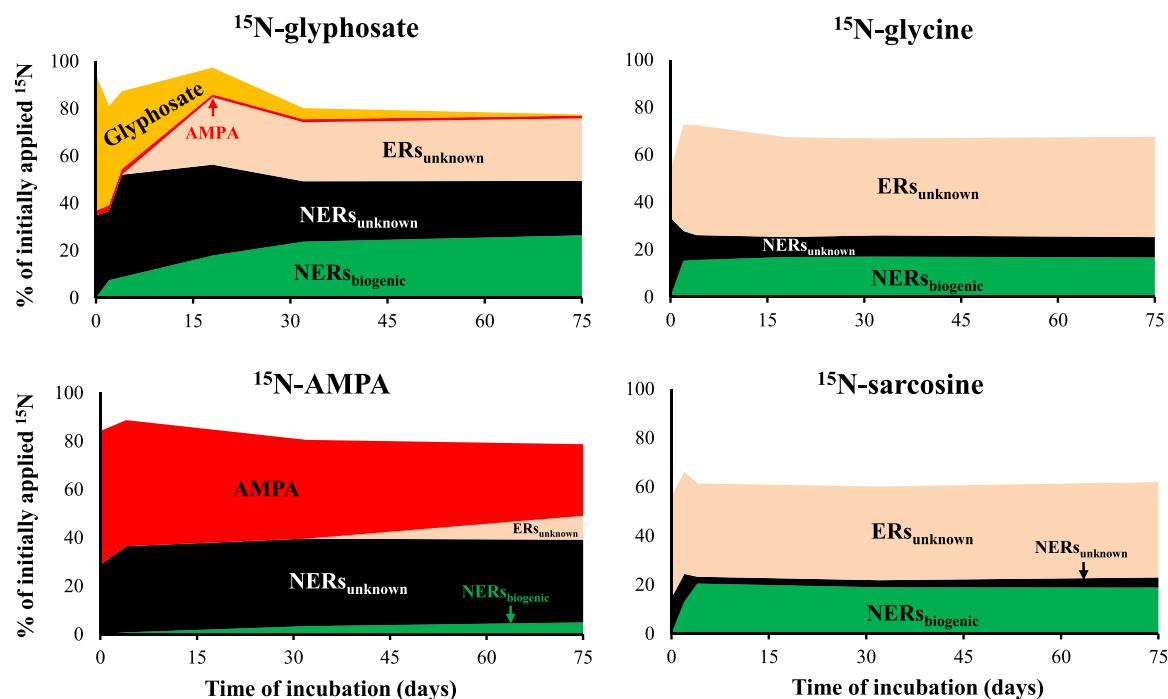 ¹⁵N-glyphosate
% of initially applied ¹⁵N
100
80
60
40
20
0
0
15
30
45
60
75
Glyphosate
AMPA
ERsunknown
NERsunknown
NERsbiogenic
¹⁵N-glycine
100
80
60
40
20
0
0
15
30
45
60
75
ERsunknown
NERsunknown
NERsbiogenic
¹⁵N-AMPA
% of initially applied ¹⁵N
100
80
60
40
20
0
0
15
30
45
60
75
AMPA
ERsunknown
NERsunknown
NERsbiogenic
Time of incubation (days)
¹⁵N-sarcosine
100
80
60
40
20
0
0
15
30
45
60
75
ERsunknown
NERsunknown
NERsbiogenic
Time of incubation (days)